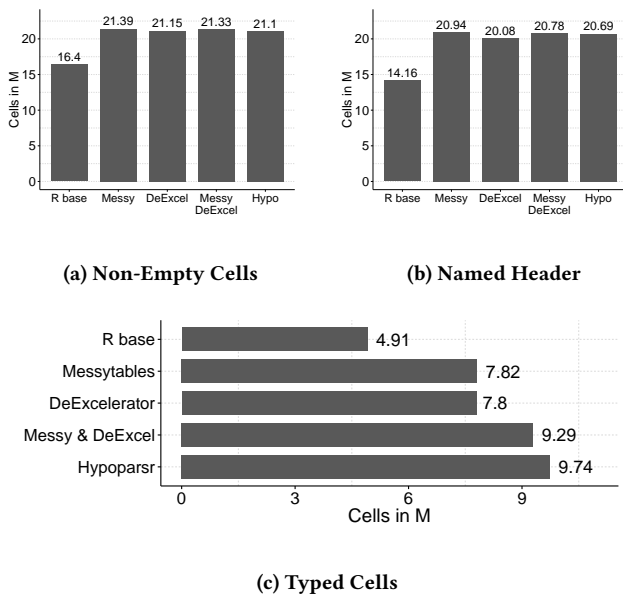 21.39 21.15 21.33 21.1
16.4
20
15
10
5
0
Cells in M
R base Messy DeExcel Messy DeExcel Hypo
(a) Non-Empty Cells
20.94 20.08 20.78 20.69
14.16
20
15
10
5
0
Cells in M
R base Messy DeExcel Messy DeExcel Hypo
(b) Named Header
R base 4.91
Messytables 7.82
DeExcelerator 7.8
Messy & DeExcel 9.29
Hypoparsr 9.74
0 3 6 9
Cells in M
(c) Typed Cells